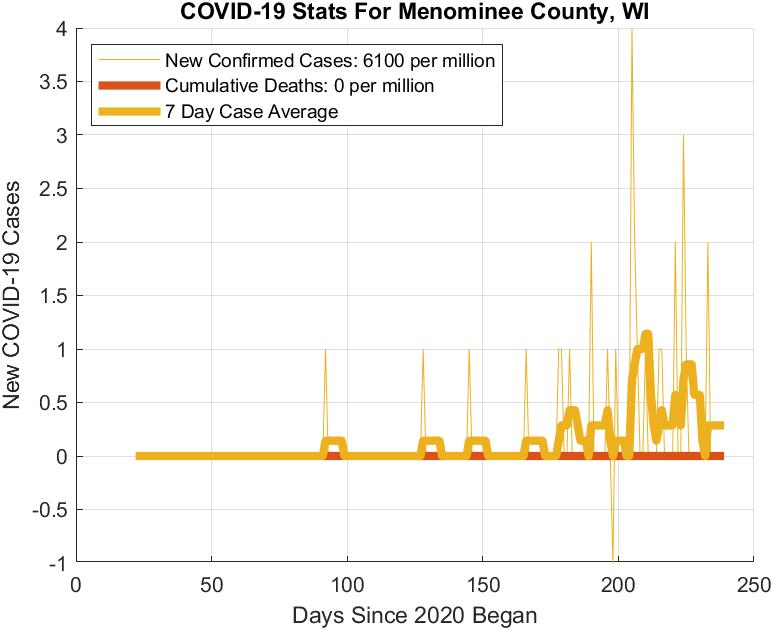 COVID-19 Stats For Menominee County, WI
New Confirmed Cases: 6100 per million
Cumulative Deaths: 0 per million
7 Day Case Average
New COVID-19 Cases
4
3.5
3
2.5
2
1.5
1
0.5
0
-0.5
-1
0 50 100 150 200 250
Days Since 2020 Began